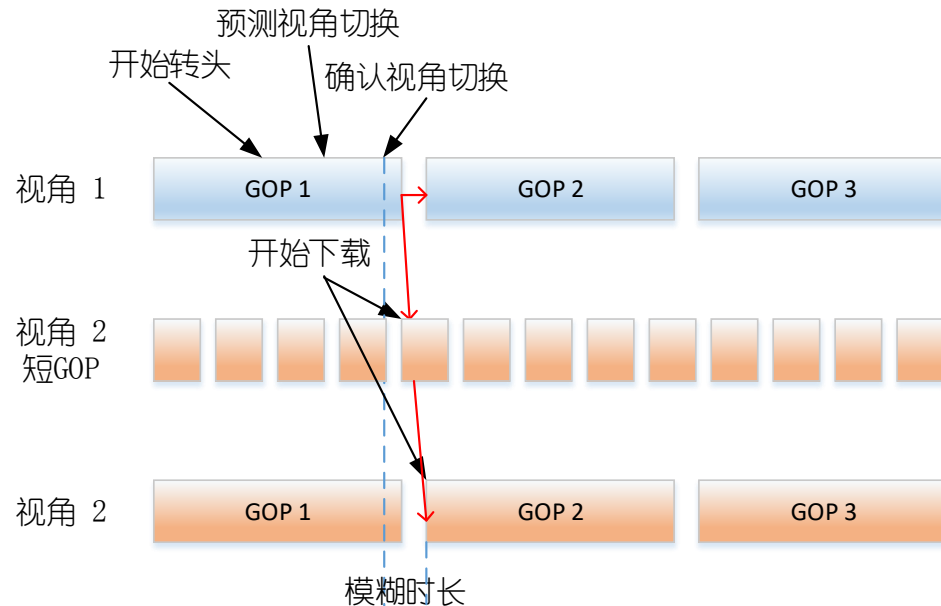 预测视角切换
开始转头
确认视角切换
视角 1
GOP 1
GOP 2
GOP 3
开始下载
视角 2
短GOP
视角 2
GOP 1
GOP 2
GOP 3
模糊时长